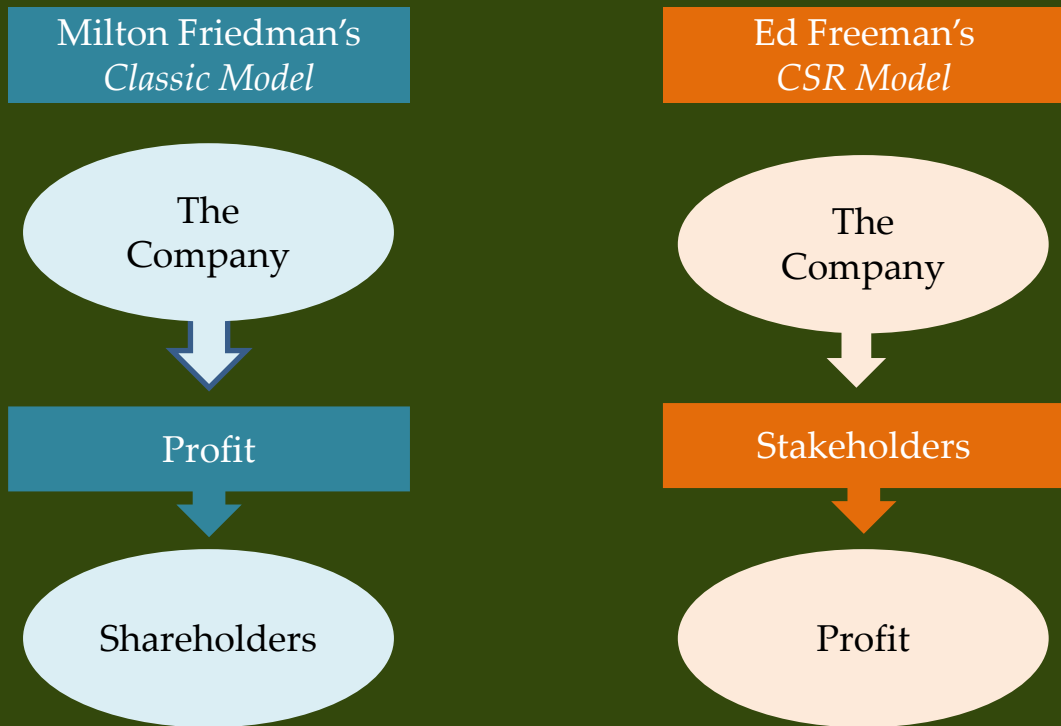 Milton Friedman’s
Classic Model
The
Company
Profit
Shareholders
Ed Freeman’s
CSR Model
The
Company
Stakeholders
Profit